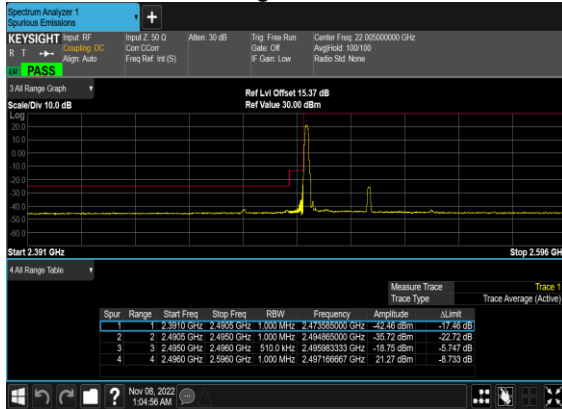 Spectrum Analyzer 1
Spurious Emissions
+
KEYSIGHT Input: RF Input Z: 50 Ω Atten: 30 dB Trig: Free Run Center Freq: 22.005000000 GHz
R T Coupling: DC Corr CCorr Gate: Off Avg|Hold: 100/100
Align: Auto Freq Ref: Int (S) IF Gain: Low Radio Std: None
PASS
3 All Range Graph Ref Lvl Offset 15.37 dB
Scale/Div 10.0 dB Ref Value 30.00 dBm
Log
20.0
10.0
0.00
-10.0
-20.0
-30.0
-40.0
-50.0
-60.0
Start 2.391 GHz Stop 2.596 GH
4 All Range Table
Measure Trace Trace 1
Trace Type Trace Average (Active)
Spur Range Start Freq Stop Freq RBW Frequency Amplitude ΔLimit
1 1 2.3910 GHz 2.4905 GHz 1.000 MHz 2.473585000 GHz -42.46 dBm -17.46 dB
2 2 2.4905 GHz 2.4950 GHz 1.000 MHz 2.494865000 GHz -35.72 dBm -22.72 dB
3 3 2.4950 GHz 2.4960 GHz 510.0 kHz 2.495983333 GHz -18.75 dBm -5.747 dB
4 4 2.4960 GHz 2.5960 GHz 1.000 MHz 2.497166667 GHz 21.27 dBm -8.733 dB
? Nov 08, 2022
1:04:56 AM